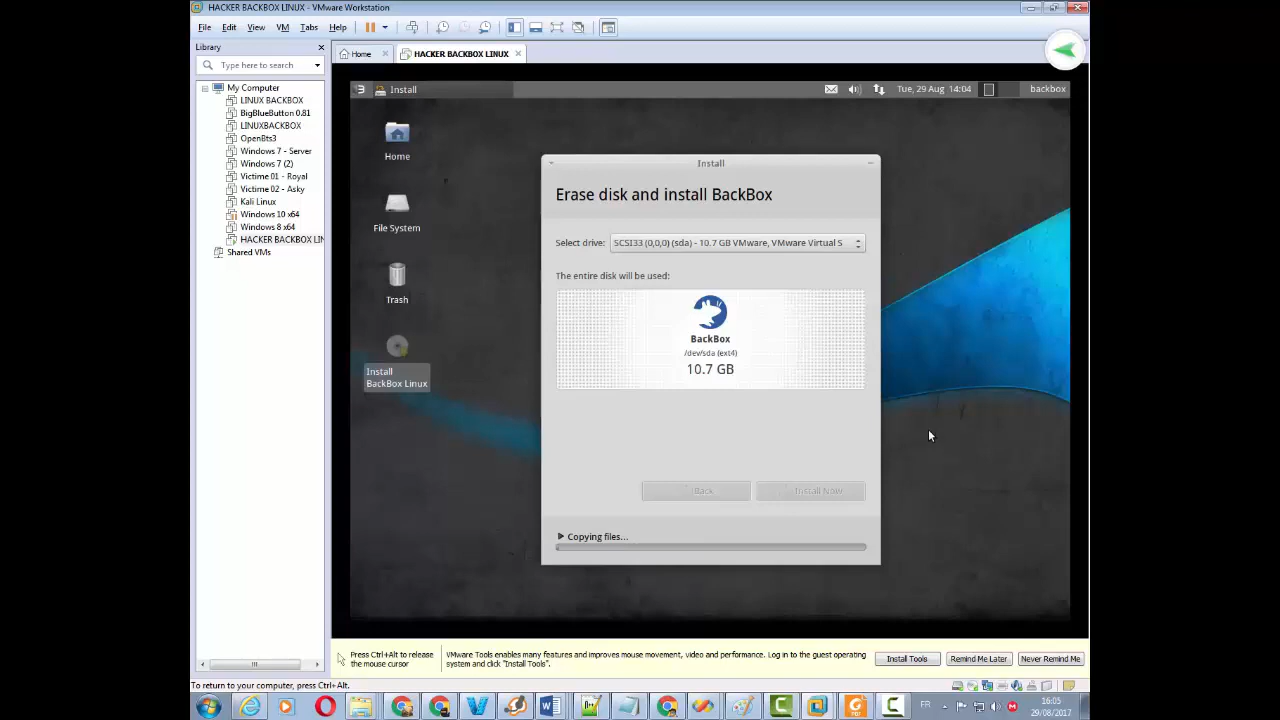 HACKER BACKBOX LINUX - VMware Workstation
File Edit View VM Tabs Help
Library
Type here to search
Home
HACKER BACKBOX LINUX
My Computer
LINUX BACKBOX
BigBlueButton 0.81
LINUXBACKBOX
OpenBts3
Windows 7 - Server
Windows 7 (2)
Victime 01 - Royal
Victime 02 - Asky
Kali Linux
Windows 10 x64
Windows 8 x64
HACKER BACKBOX LIN
Shared VMs
Install
Tue, 29 Aug 14:04
backbox
Home
File System
Trash
Install
BackBox Linux
Install
Erase disk and install BackBox
Select drive: SCSI33 (0,0,0) (sda) - 10.7 GB VMware, VMware Virtual S
The entire disk will be used:
BackBox
/dev/sda (ext4)
10.7 GB
Back
Install Now
Copying files...
Press Ctrl+Alt to release
the mouse cursor
VMware Tools enables many features and improves mouse movement, video and performance. Log in to the guest operating
system and click "Install Tools".
Install Tools
Remind Me Later
Never Remind Me
To return to your computer, press Ctrl+Alt.
FR
16:05
29/08/2017